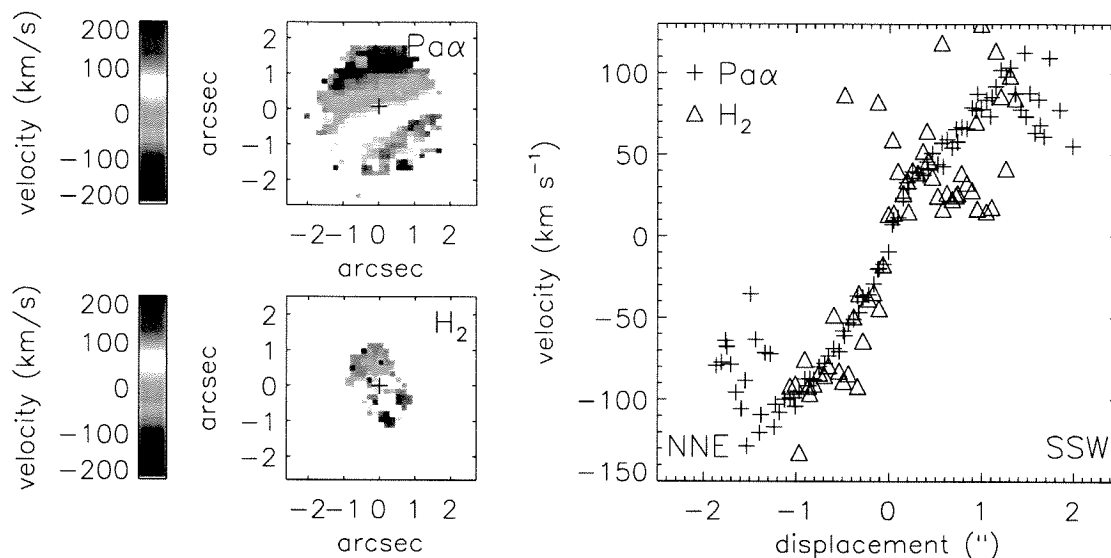 velocity (km/s)
200
100
0
−100
−200
arcsec
2
1
0
−1
−2
Paα
−2 −1 0 1 2
arcsec
velocity (km/s)
200
100
0
−100
−200
arcsec
2
1
0
−1
−2
H₂
−2 −1 0 1 2
arcsec
velocity (km s⁻¹)
100
50
0
−50
−100
−150
+ Paα
△ H₂
NNE SSW
−2 −1 0 1 2
displacement (")